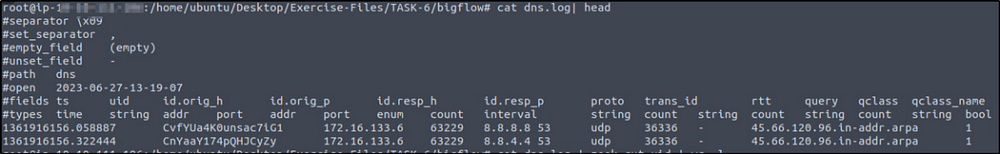 root@ip-1 :/home/ubuntu/Desktop/Exercise-Files/TASK-6/bigflow# cat dns.log| head
#separator \x09
#set_separator ,
#empty_field (empty)
#unset_field -
#path dns
#open 2023-06-27-13-19-07
#fields ts uid id.orig_h id.orig_p id.resp_h id.resp_p proto trans_id rtt query qclass qclass_name
#types time string addr port addr port enum count interval string count string count string bool
1361916156.058887 CvfYUa4K0unsac7iG1 172.16.133.6 63229 8.8.8.8 53 udp 36336 - 45.66.120.96.in-addr.arpa 1
1361916156.322444 CnYaaY174pQHJCyZy 172.16.133.6 63229 8.8.4.4 53 udp 36336 - 45.66.120.96.in-addr.arpa 1